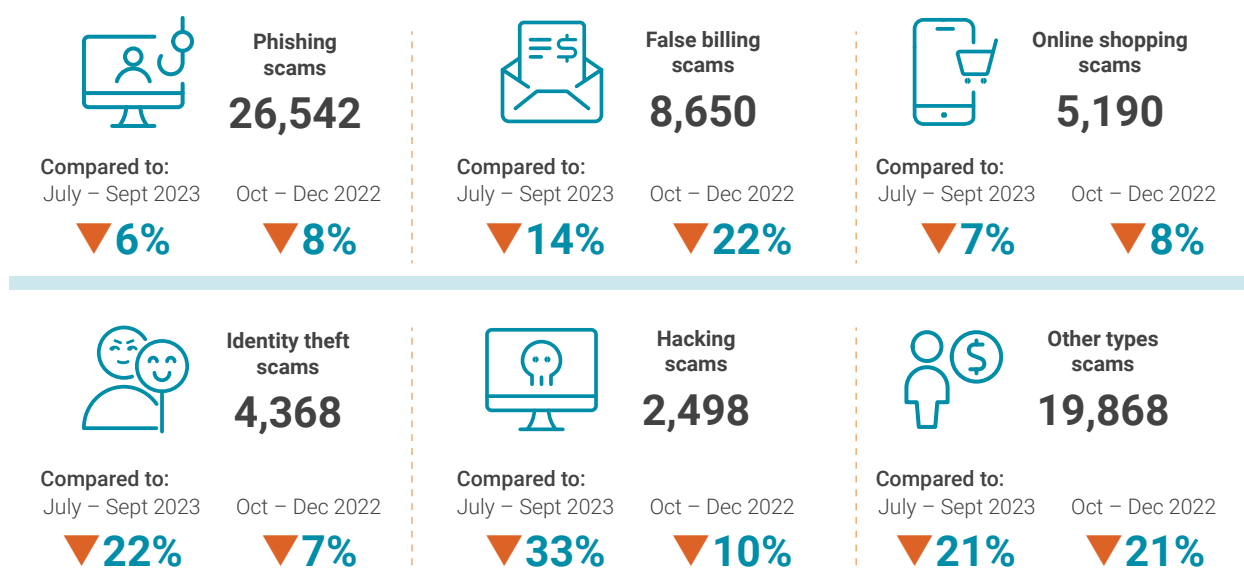 Phishing
scams
26,542
Compared to:
July – Sept 2023
Oct – Dec 2022
6%
8%
$
False billing
scams
8,650
Compared to:
July – Sept 2023
Oct – Dec 2022
14%
22%
Online shopping
scams
5,190
Compared to:
July – Sept 2023
Oct – Dec 2022
7%
8%
Identity theft
scams
4,368
Compared to:
July – Sept 2023
Oct – Dec 2022
22%
7%
Hacking
scams
2,498
Compared to:
July – Sept 2023
Oct – Dec 2022
33%
10%
$
Other types
scams
19,868
Compared to:
July – Sept 2023
Oct – Dec 2022
21%
21%